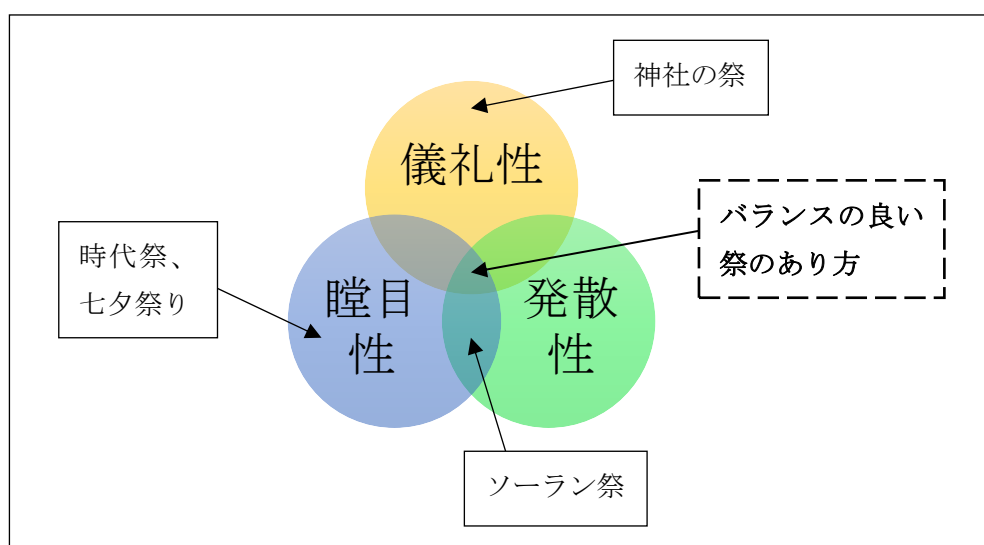 神社の祭
儀礼性
バランスの良い
祭のあり方
時代祭、
七夕祭り
瞠目
性
発散
性
ソーラン祭